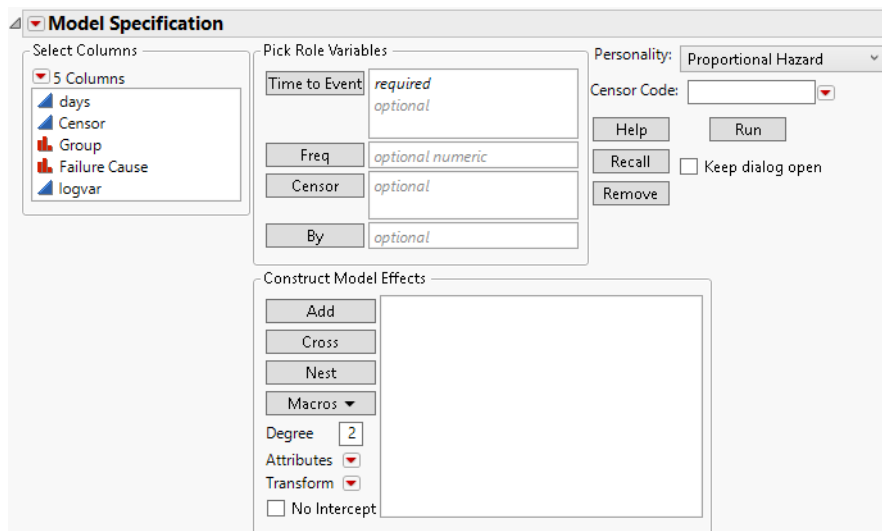 Model Specification
Select Columns
5 Columns
days
Censor
Group
Failure Cause
logvar
Pick Role Variables
Time to Event
required
optional
Freq
optional numeric
Censor
optional
By
optional
Personality:
Proportional Hazard
Censor Code:
Help
Run
Recall
Keep dialog open
Remove
Construct Model Effects
Add
Cross
Nest
Macros
Degree
2
Attributes
Transform
No Intercept